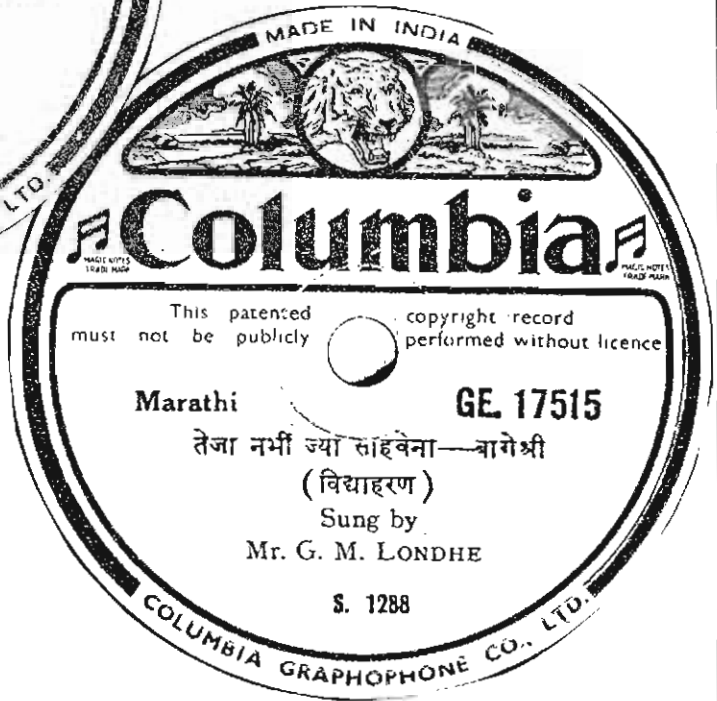 MADE IN INDIA
LTD.
Columbia
MAGIC NOTES
TRADE MARK
MAGIC NOTES
TRADE MARK
This patented copyright record
must not be publicly performed without licence
Marathi GE. 17515
तेजा नभीं ज्या साहवेना—बागेश्री
(विद्याहरण)
Sung by
Mr. G. M. LONDHE
S. 1288
COLUMBIA GRAPHOPHONE CO., LTD.